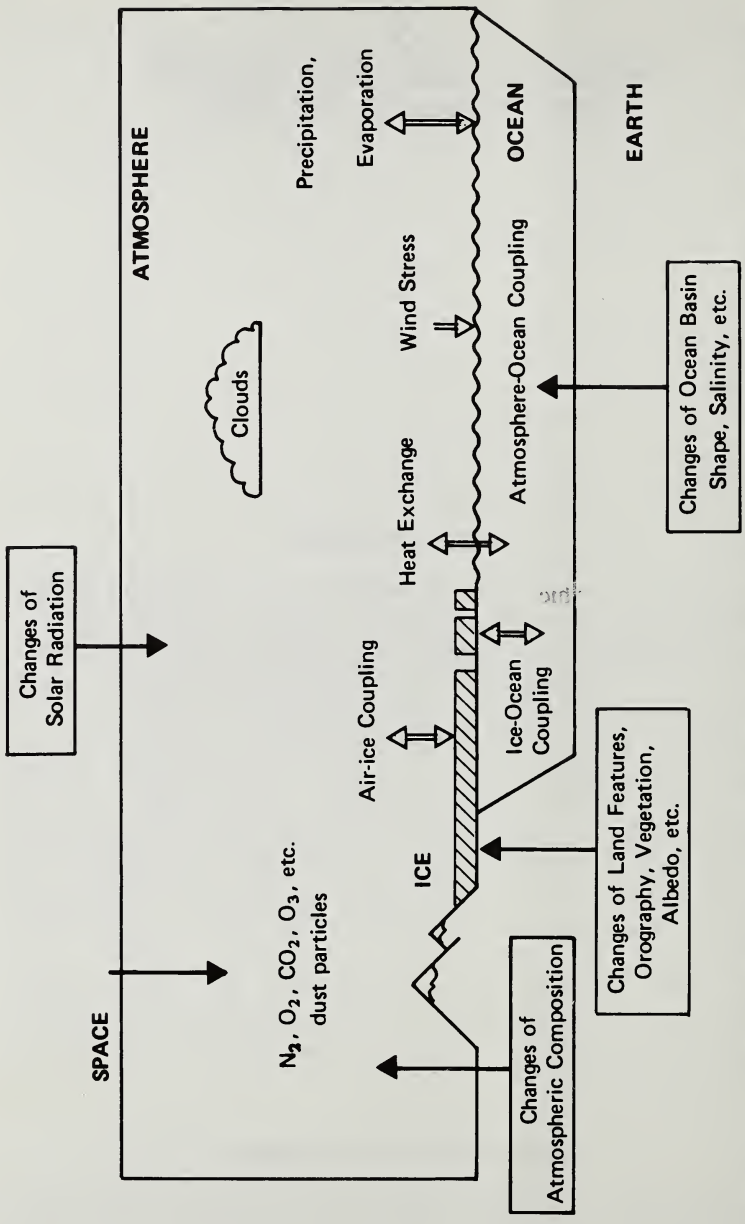 Changes of
Solar Radiation
SPACE
ATMOSPHERE
Clouds
N₂, O₂, CO₂, O₃, etc.
dust particles
Precipitation,
Evaporation
Air-ice Coupling
Heat Exchange
Wind Stress
ICE
OCEAN
Ice-Ocean
Coupling
Atmosphere-Ocean Coupling
EARTH
Changes of
Atmospheric Composition
Changes of Land Features,
Orography, Vegetation,
Albedo, etc.
Changes of Ocean Basin
Shape, Salinity, etc.